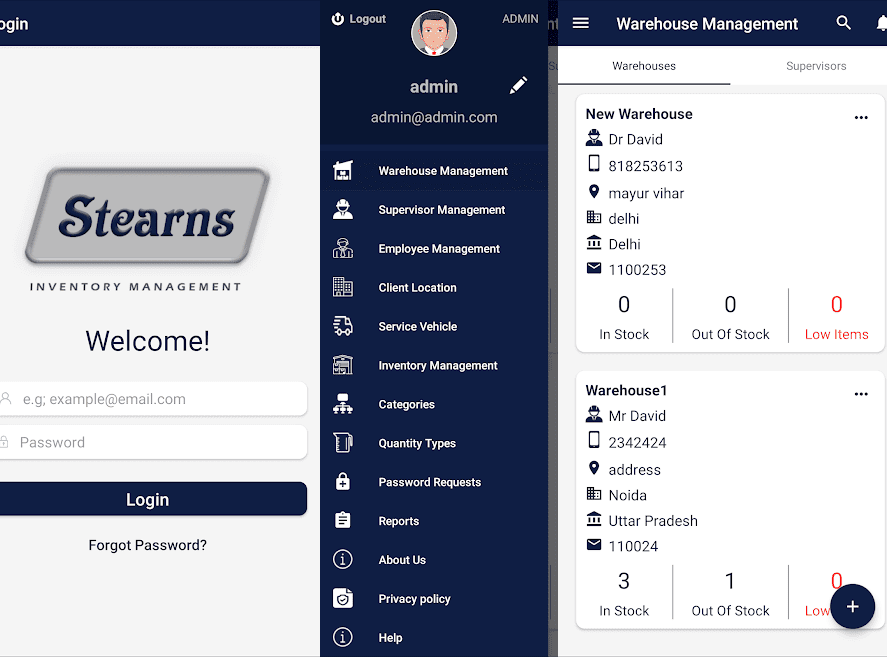 ogin
Stearns
INVENTORY MANAGEMENT
Welcome!
e.g; example@email.com
Password
Login
Forgot Password?
Logout
ADMIN
admin
admin@admin.com
Warehouse Management
Supervisor Management
Employee Management
Client Location
Service Vehicle
Inventory Management
Categories
Quantity Types
Password Requests
Reports
About Us
Privacy policy
Help
Warehouse Management
Warehouses
Supervisors
New Warehouse
Dr David
818253613
mayur vihar
delhi
Delhi
1100253
0 0 0
In Stock Out Of Stock Low Items
Warehouse1
Mr David
2342424
address
Noida
Uttar Pradesh
110024
3 1 0
In Stock Out Of Stock Low
+